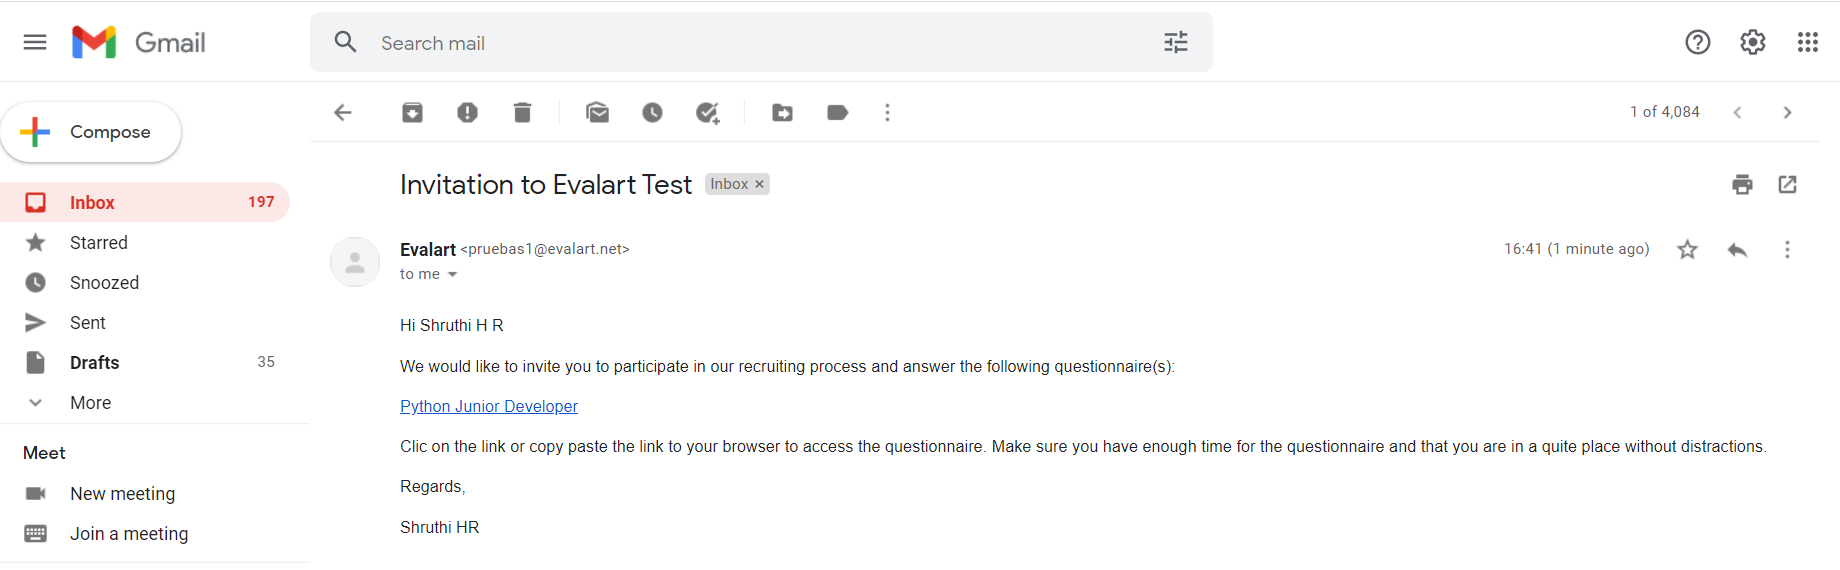 Gmail
Search mail
Compose
1 of 4,084
Inbox 197
Starred
Snoozed
Sent
Drafts 35
More
Meet
New meeting
Join a meeting
Invitation to Evalart Test Inbox ×
Evalart <pruebas1@evalart.net> 16:41 (1 minute ago)
to me
Hi Shruthi H R
We would like to invite you to participate in our recruiting process and answer the following questionnaire(s):
Python Junior Developer
Clic on the link or copy paste the link to your browser to access the questionnaire. Make sure you have enough time for the questionnaire and that you are in a quite place without distractions.
Regards,
Shruthi HR